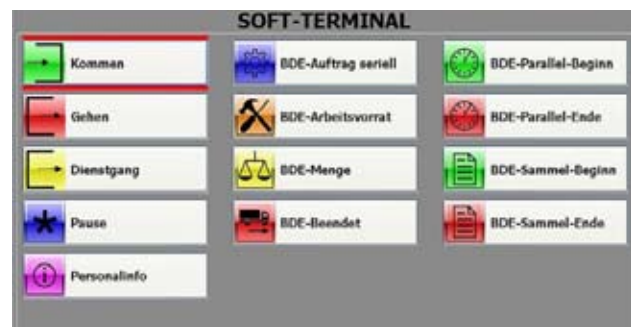 SOFT-TERMINAL
Kommen
BDE-Auftrag seriell
BDE-Parallel-Beginn
Gehen
BDE-Arbeitsvorrat
BDE-Parallel-Ende
Dienstgang
BDE-Menge
BDE-Sammel-Beginn
Pause
BDE-Beendet
BDE-Sammel-Ende
Personalinfo